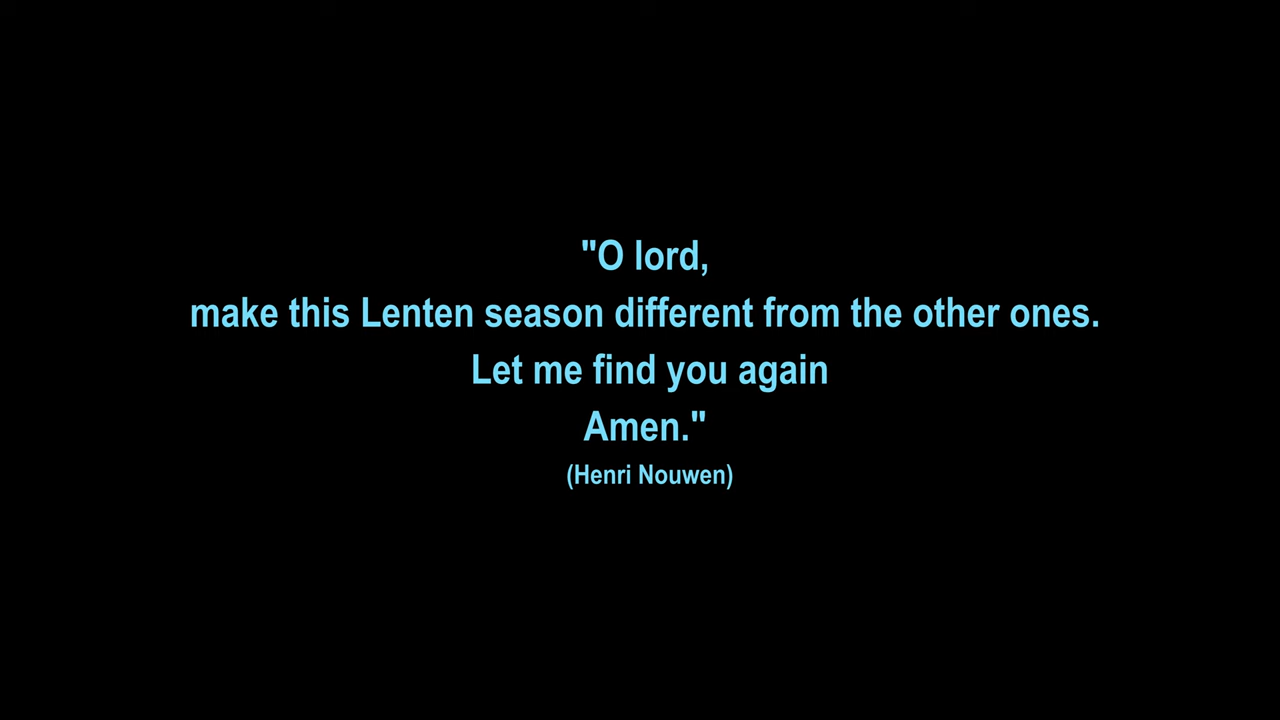 "O lord,
make this Lenten season different from the other ones.
Let me find you again
Amen."
(Henri Nouwen)